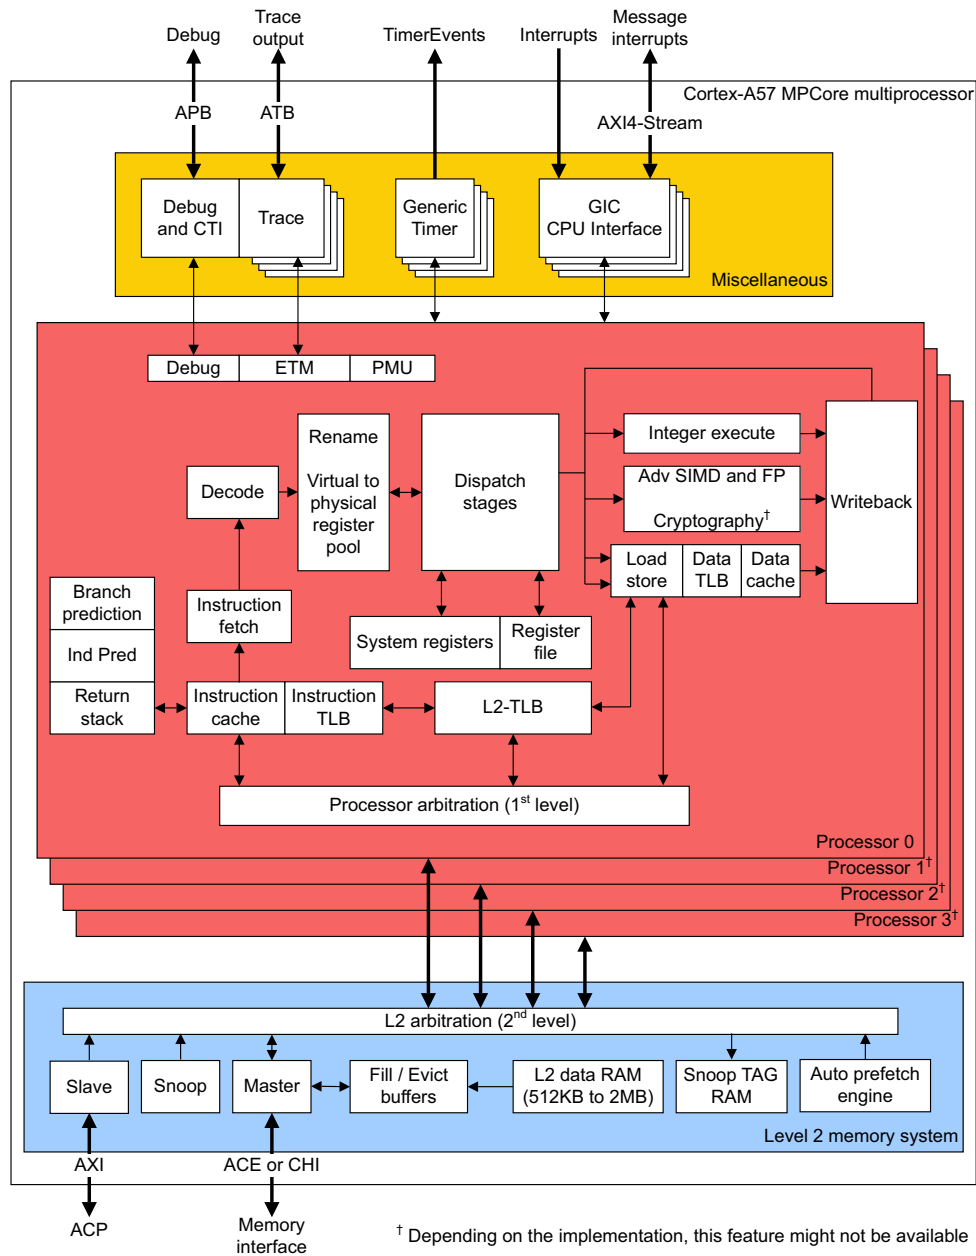 Debug
Trace
output
TimerEvents
Interrupts
Message
interrupts
Cortex-A57 MPCore multiprocessor
APB
ATB
AXI4-Stream
Debug
and CTI
Trace
Generic
Timer
GIC
CPU Interface
Miscellaneous
Debug
ETM
PMU
Rename
Virtual to
physical
register
pool
Dispatch
stages
Integer execute
Adv SIMD and FP
Cryptography†
Writeback
Decode
Load
store
Data
TLB
Data
cache
Branch
prediction
Ind Pred
Return
stack
Instruction
fetch
System registers
Register
file
Instruction
cache
Instruction
TLB
L2-TLB
Processor arbitration (1st level)
Processor 0
Processor 1†
Processor 2†
Processor 3†
L2 arbitration (2nd level)
Slave
Snoop
Master
Fill / Evict
buffers
L2 data RAM
(512KB to 2MB)
Snoop TAG
RAM
Auto prefetch
engine
Level 2 memory system
AXI
ACE or CHI
ACP
Memory
interface
† Depending on the implementation, this feature might not be available